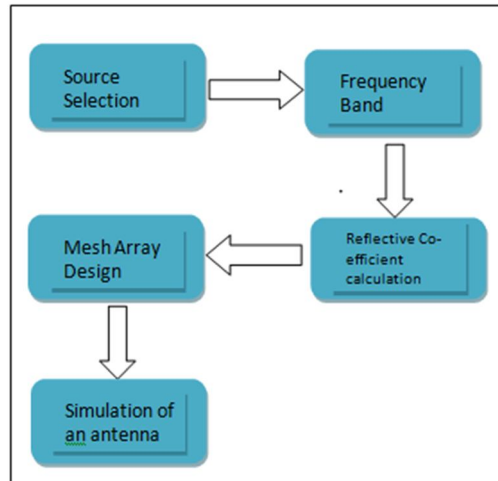 Source
Selection
Frequency
Band
Reflective Co-
efficient
calculation
Mesh Array
Design
Simulation of
an antenna